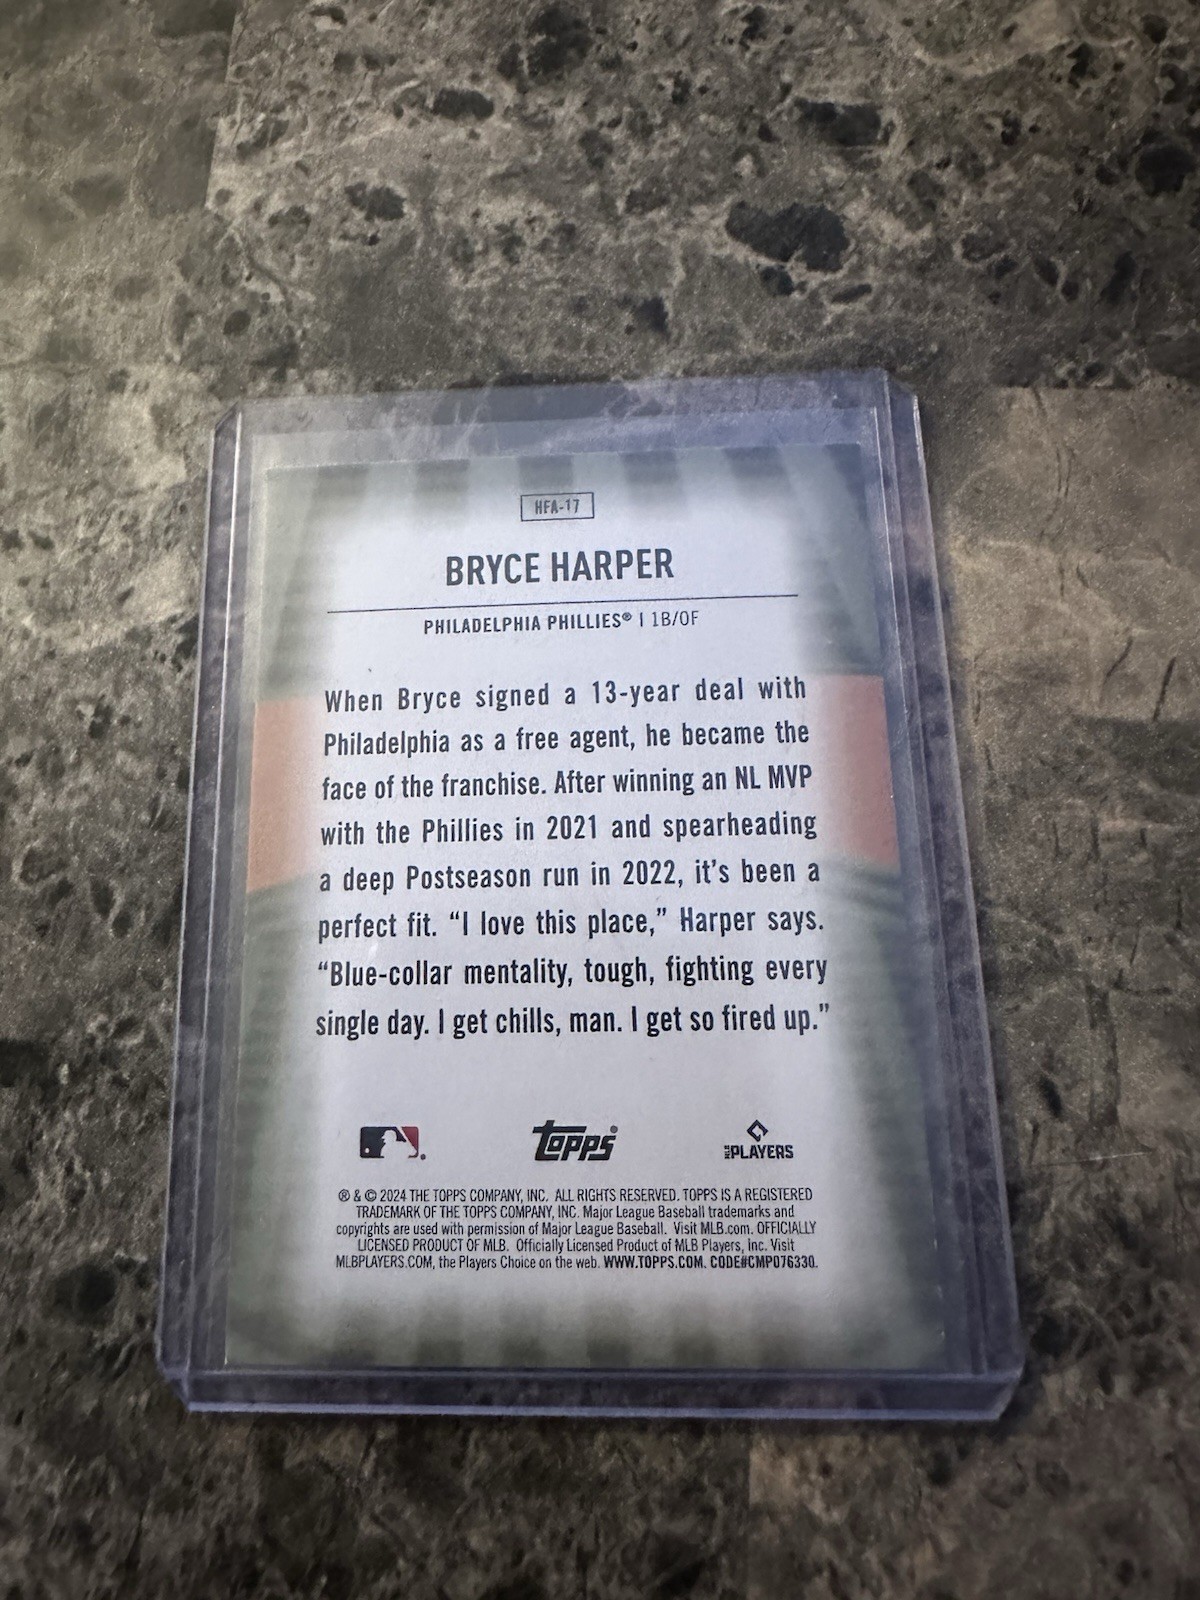 HFA-17
BRYCE HARPER
PHILADELPHIA PHILLIES® | 1B/OF
When Bryce signed a 13-year deal with
Philadelphia as a free agent, he became the
face of the franchise. After winning an NL MVP
with the Phillies in 2021 and spearheading
a deep Postseason run in 2022, it's been a
perfect fit. “I love this place,” Harper says.
“Blue-collar mentality, tough, fighting every
single day. I get chills, man. I get so fired up.”
Topps®
MLB PLAYERS
® & © 2024 THE TOPPS COMPANY, INC. ALL RIGHTS RESERVED. TOPPS IS A REGISTERED
TRADEMARK OF THE TOPPS COMPANY, INC. Major League Baseball trademarks and
copyrights are used with permission of Major League Baseball. Visit MLB.com. OFFICIALLY
LICENSED PRODUCT OF MLB. Officially Licensed Product of MLB Players, Inc. Visit
MLBPLAYERS.COM, the Players Choice on the web. WWW.TOPPS.COM. CODE#CMP076330.